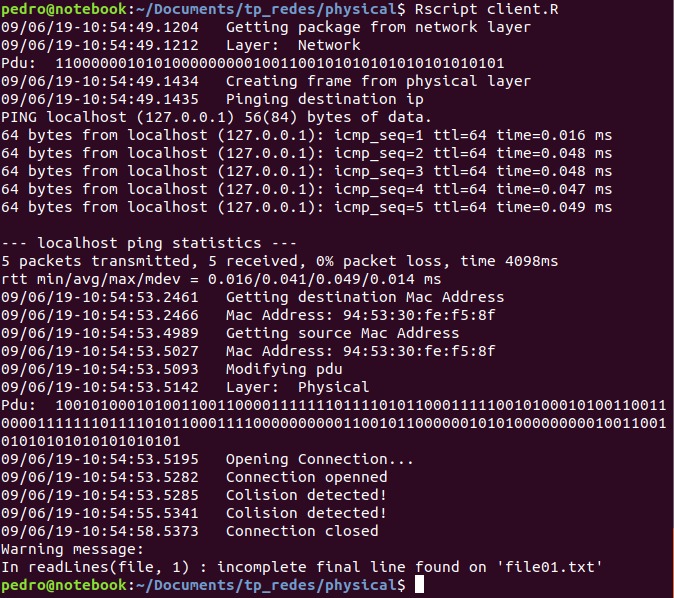 pedro@notebook:~/Documents/tp_redes/physical$ Rscript client.R
09/06/19-10:54:49.1204   Getting package from network layer
09/06/19-10:54:49.1212   Layer:  Network
Pdu:  11000000101010000000001001100101010101010101010101
09/06/19-10:54:49.1434   Creating frame from physical layer
09/06/19-10:54:49.1435   Pinging destination ip
PING localhost (127.0.0.1) 56(84) bytes of data.
64 bytes from localhost (127.0.0.1): icmp_seq=1 ttl=64 time=0.016 ms
64 bytes from localhost (127.0.0.1): icmp_seq=2 ttl=64 time=0.048 ms
64 bytes from localhost (127.0.0.1): icmp_seq=3 ttl=64 time=0.048 ms
64 bytes from localhost (127.0.0.1): icmp_seq=4 ttl=64 time=0.047 ms
64 bytes from localhost (127.0.0.1): icmp_seq=5 ttl=64 time=0.049 ms
--- localhost ping statistics ---
5 packets transmitted, 5 received, 0% packet loss, time 4098ms
rtt min/avg/max/mdev = 0.016/0.041/0.049/0.014 ms
09/06/19-10:54:53.2461   Getting destination Mac Address
09/06/19-10:54:53.2466   Mac Address: 94:53:30:fe:f5:8f
09/06/19-10:54:53.4989   Getting source Mac Address
09/06/19-10:54:53.5027   Mac Address: 94:53:30:fe:f5:8f
09/06/19-10:54:53.5093   Modifying pdu
09/06/19-10:54:53.5142   Layer:  Physical
Pdu:  10010100010100110011000011111110111101011000111110010100010100110011
00001111111011110101100011110000000000110010110000001010100000000010011001
01010101010101010101
09/06/19-10:54:53.5195   Opening Connection...
09/06/19-10:54:53.5282   Connection openned
09/06/19-10:54:53.5285   Colision detected!
09/06/19-10:54:55.5341   Colision detected!
09/06/19-10:54:58.5373   Connection closed
Warning message:
In readLines(file, 1) : incomplete final line found on 'file01.txt'
pedro@notebook:~/Documents/tp_redes/physical$